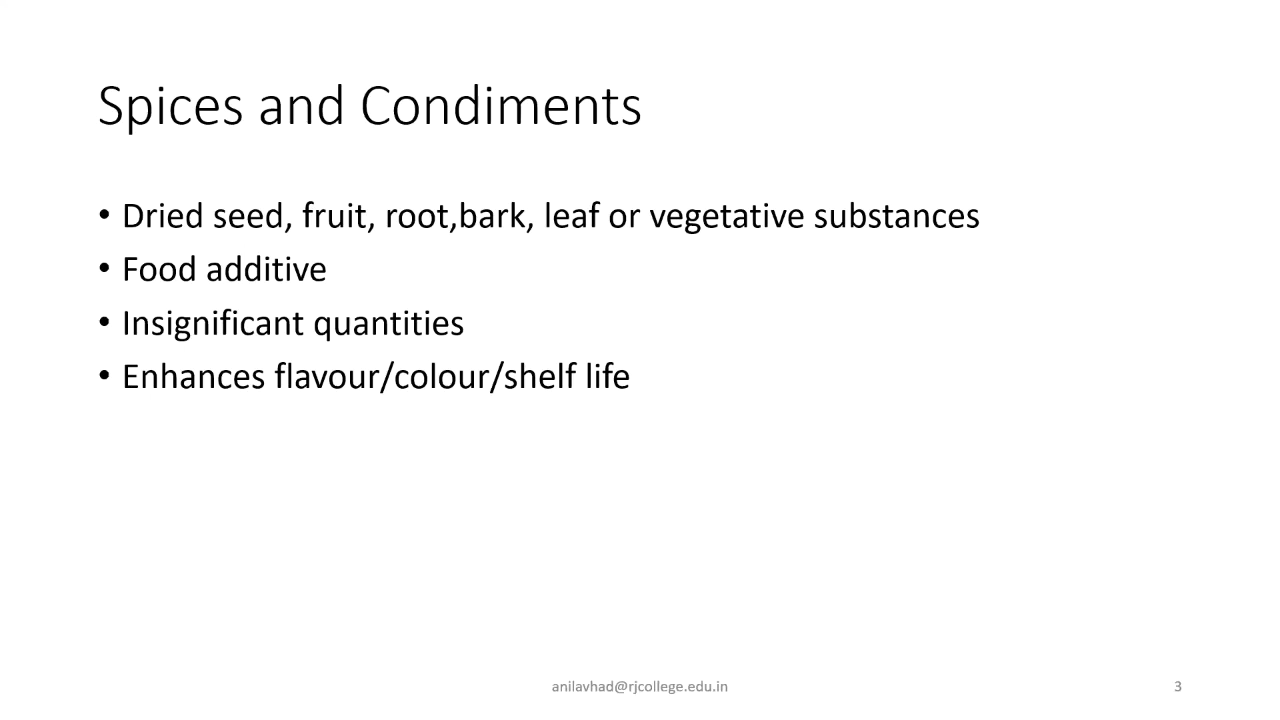 Spices and Condiments
• Dried seed, fruit, root,bark, leaf or vegetative substances
• Food additive
• Insignificant quantities
• Enhances flavour/colour/shelf life
anilavhad@rjcollege.edu.in
3